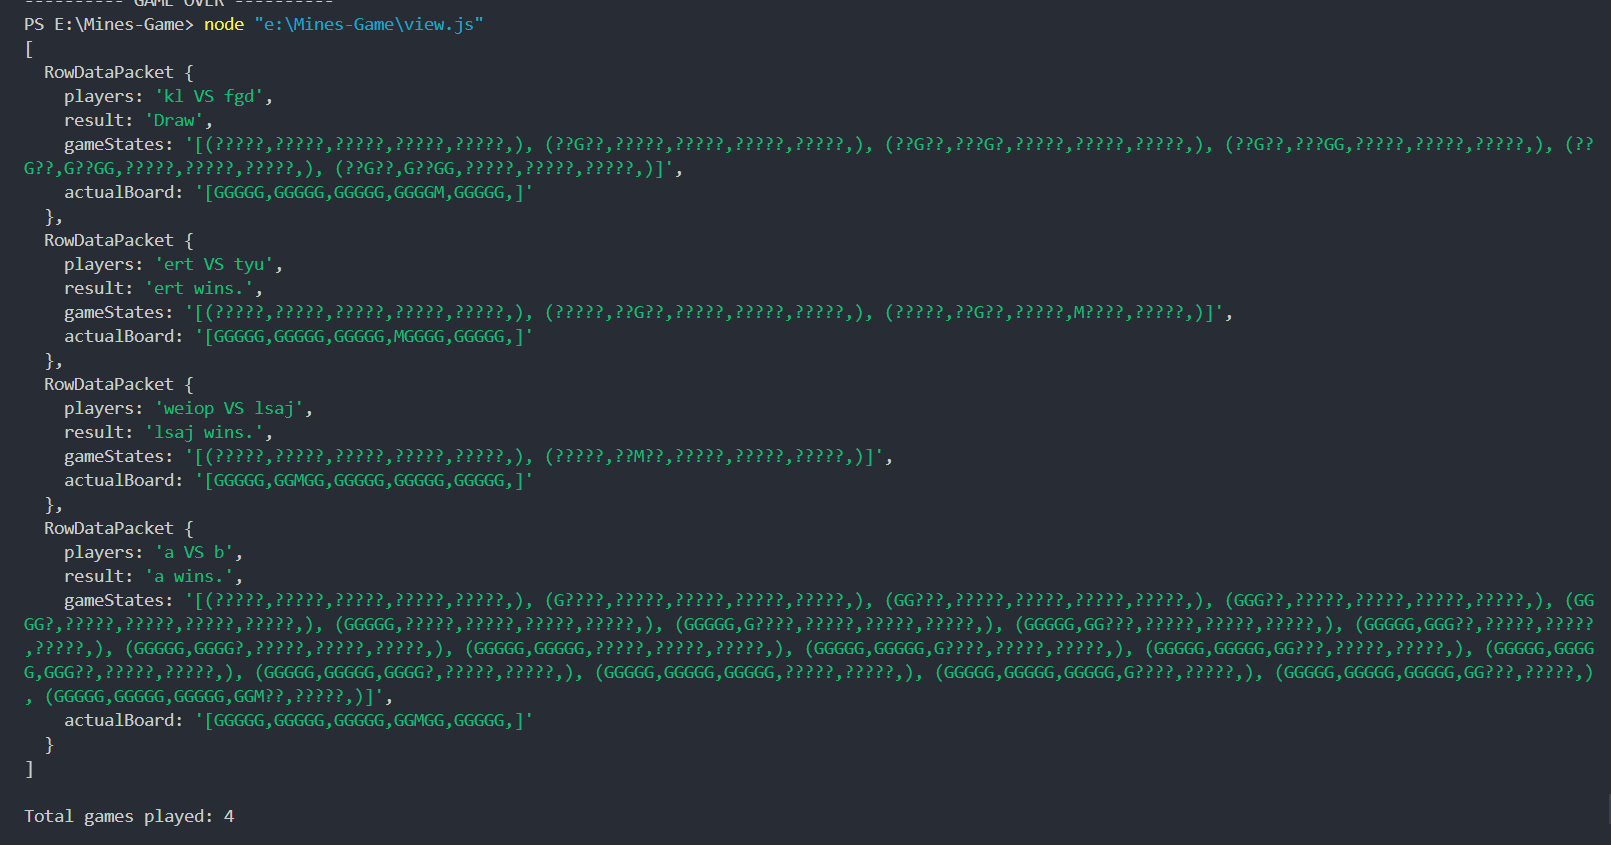 ---------- GAME OVER ----------
PS E:\Mines-Game> node "e:\Mines-Game\view.js"
[
  RowDataPacket {
    players: 'kl VS fgd',
    result: 'Draw',
    gameStates: '[(?????,?????,?????,?????,?????,), (??G??,?????,?????,?????,?????,), (??G??,???G?,?????,?????,?????,), (??G??,???GG,?????,?????,?????,), (??
G??,G??GG,?????,?????,?????,), (??G??,G??GG,?????,?????,?????,)]',
    actualBoard: '[GGGGG,GGGGG,GGGGG,GGGGM,GGGGG,]'
  },
  RowDataPacket {
    players: 'ert VS tyu',
    result: 'ert wins.',
    gameStates: '[(?????,?????,?????,?????,?????,), (?????,??G??,?????,?????,?????,), (?????,??G??,?????,M????,?????,)]',
    actualBoard: '[GGGGG,GGGGG,GGGGG,MGGGG,GGGGG,]'
  },
  RowDataPacket {
    players: 'weiop VS lsaj',
    result: 'lsaj wins.',
    gameStates: '[(?????,?????,?????,?????,?????,), (?????,??M??,?????,?????,?????,)]',
    actualBoard: '[GGGGG,GGMGG,GGGGG,GGGGG,GGGGG,]'
  },
  RowDataPacket {
    players: 'a VS b',
    result: 'a wins.',
    gameStates: '[(?????,?????,?????,?????,?????,), (G????,?????,?????,?????,?????,), (GG???,?????,?????,?????,?????,), (GGG??,?????,?????,?????,?????,), (GG
GG?,?????,?????,?????,?????,), (GGGGG,?????,?????,?????,?????,), (GGGGG,G????,?????,?????,?????,), (GGGGG,GG???,?????,?????,?????,), (GGGGG,GGG??,?????,?????
,?????,), (GGGGG,GGGG?,?????,?????,?????,), (GGGGG,GGGGG,?????,?????,?????,), (GGGGG,GGGGG,G????,?????,?????,), (GGGGG,GGGGG,GG???,?????,?????,), (GGGGG,GGGG
G,GGG??,?????,?????,), (GGGGG,GGGGG,GGGG?,?????,?????,), (GGGGG,GGGGG,GGGGG,?????,?????,), (GGGGG,GGGGG,GGGGG,G????,?????,), (GGGGG,GGGGG,GGGGG,GG???,?????,)
, (GGGGG,GGGGG,GGGGG,GGM??,?????,)]',
    actualBoard: '[GGGGG,GGGGG,GGGGG,GGMGG,GGGGG,]'
  }
]
Total games played: 4